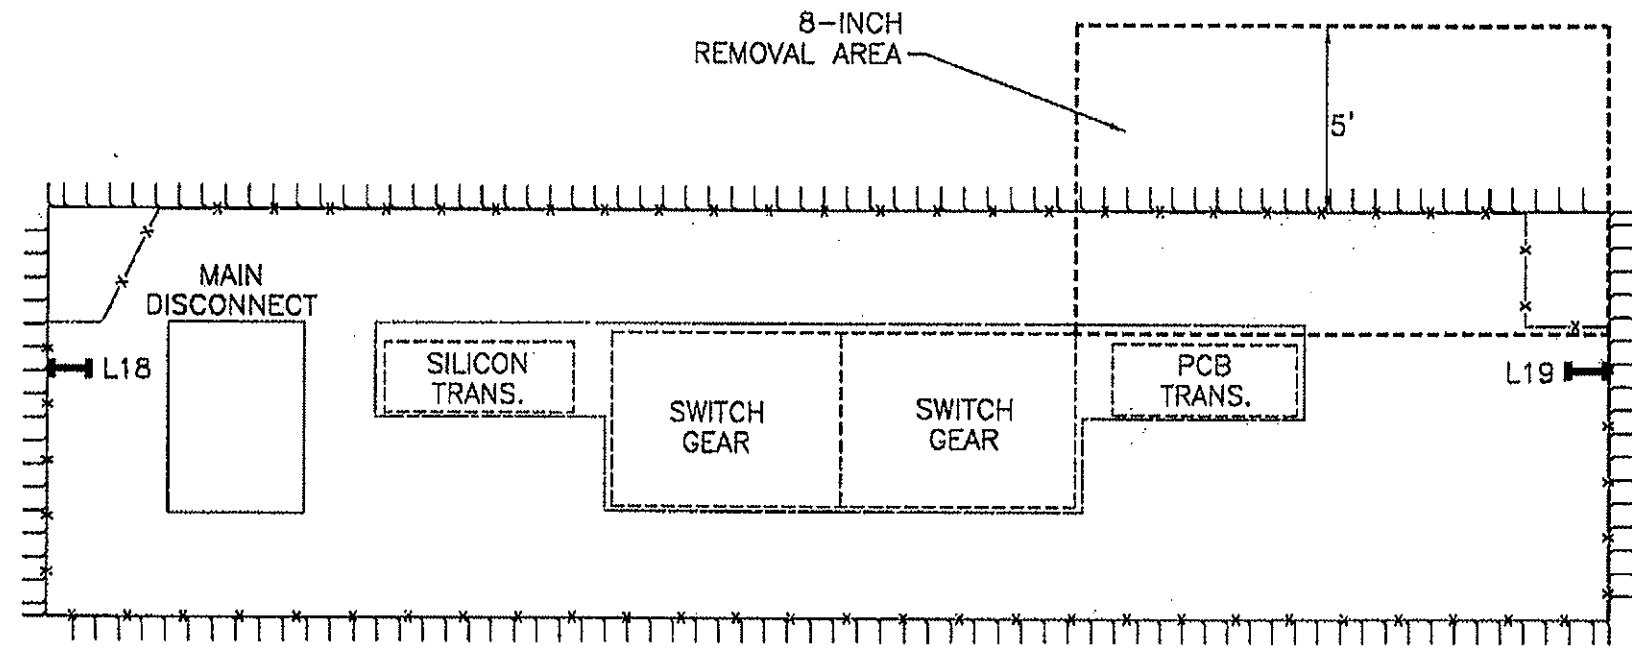 8-INCH
REMOVAL AREA
5'
MAIN
DISCONNECT
L18
SILICON
TRANS.
SWITCH
GEAR
SWITCH
GEAR
PCB
TRANS.
L19